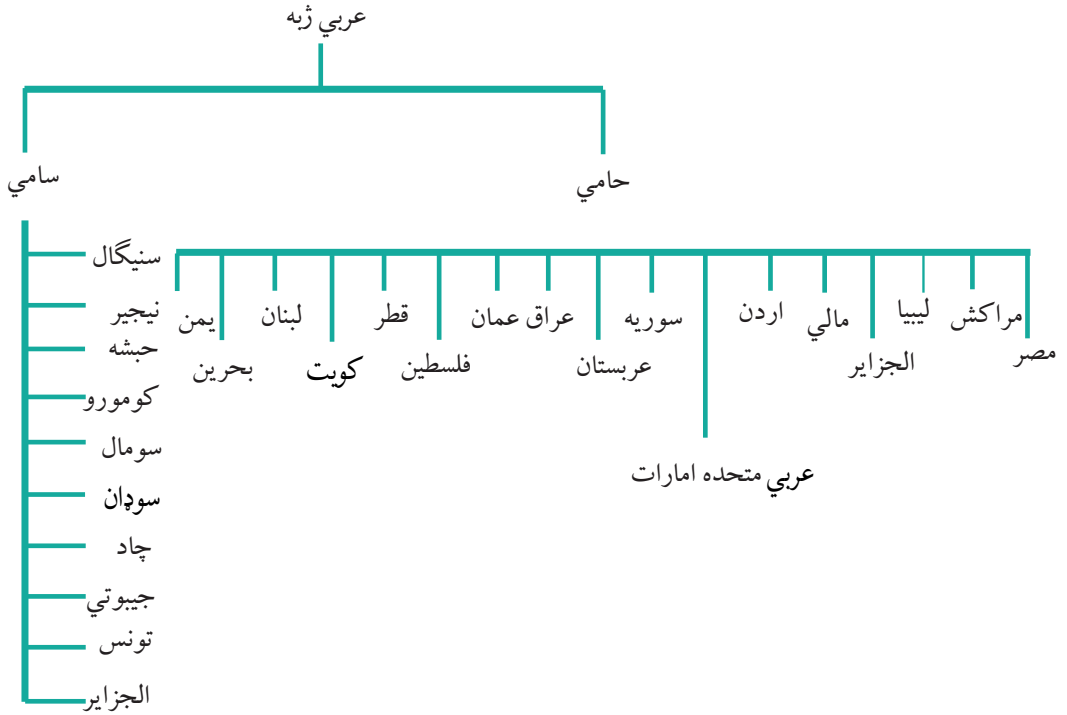 عربي ژبه
حامي
سامي
مصر
مراکش
ليبيا
الجزاير
مالي
اردن
عربي متحده امارات
سوريه
عربستان
عراق
عمان
فلسطين
قطر
کويت
لبنان
بحرين
يمن
سنيگال
نيجير
حبشه
کومورو
سومال
سوډان
چاد
جيبوتي
تونس
الجزاير